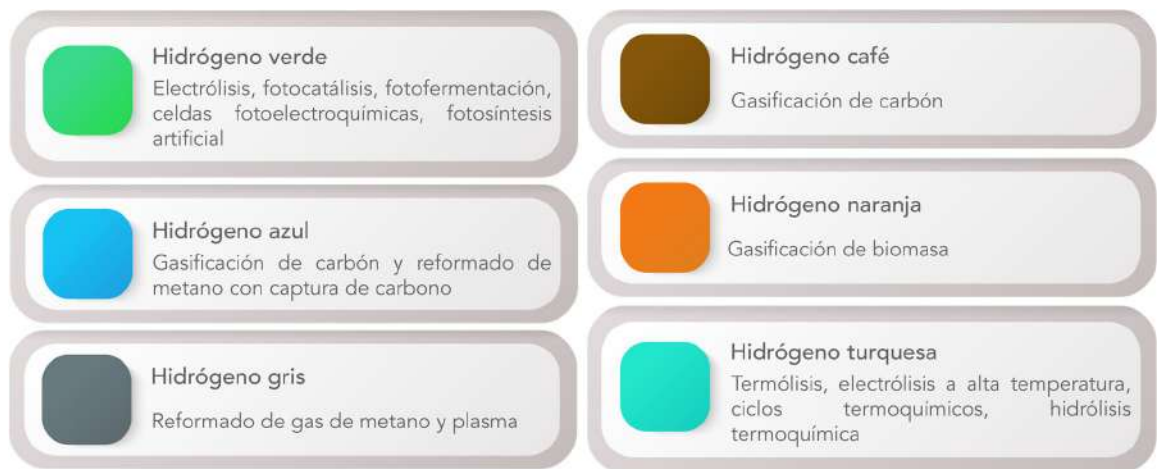 Hidrógeno verde
Electrólisis, fotocatálisis, fotofermentación,
celdas fotoelectroquímicas, fotosíntesis
artificial
Hidrógeno azul
Gasificación de carbón y reformado de
metano con captura de carbono
Hidrógeno gris
Reformado de gas de metano y plasma
Hidrógeno café
Gasificación de carbón
Hidrógeno naranja
Gasificación de biomasa
Hidrógeno turquesa
Termólisis, electrólisis a alta temperatura,
ciclos termoquímicos, hidrólisis
termoquímica